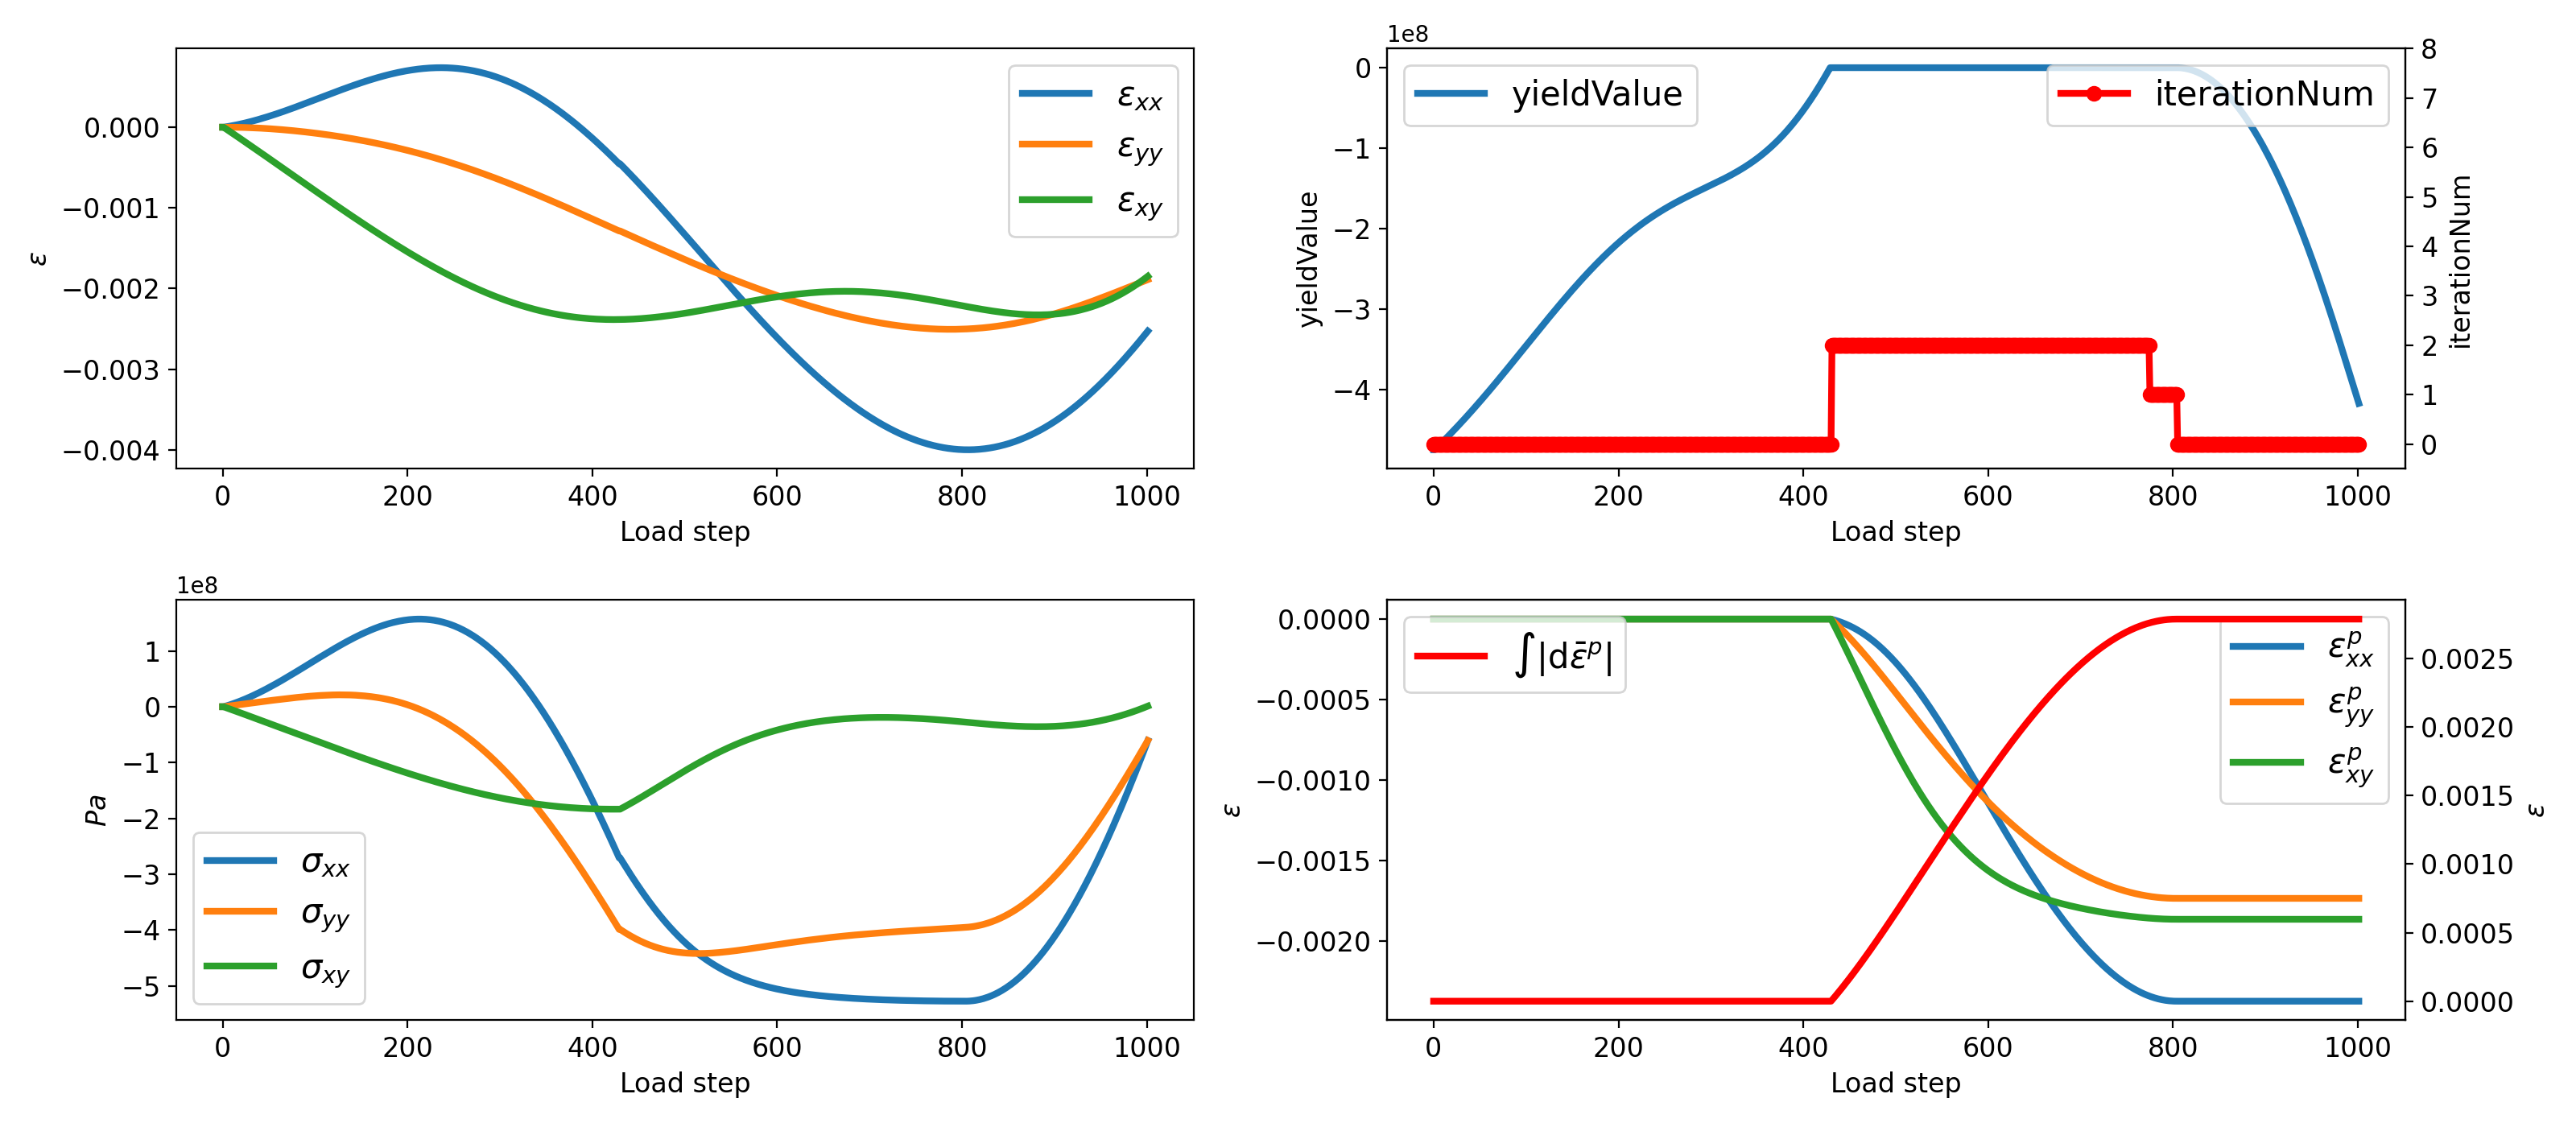 0.000
−0.001
−0.002
−0.003
−0.004
ε
0 200 400 600 800 1000
Load step
ε_xx
ε_yy
ε_xy
1e8
0
−1
−2
−3
−4
yieldValue
0 200 400 600 800 1000
Load step
8
7
6
5
4
3
2
1
0
iterationNum
yieldValue
iterationNum
1e8
1
0
−1
−2
−3
−4
−5
Pa
0 200 400 600 800 1000
Load step
σ_xx
σ_yy
σ_xy
0.0000
−0.0005
−0.0010
−0.0015
−0.0020
ε
0 200 400 600 800 1000
Load step
0.0025
0.0020
0.0015
0.0010
0.0005
0.0000
ε
∫|dε̄^p|
ε^p_xx
ε^p_yy
ε^p_xy